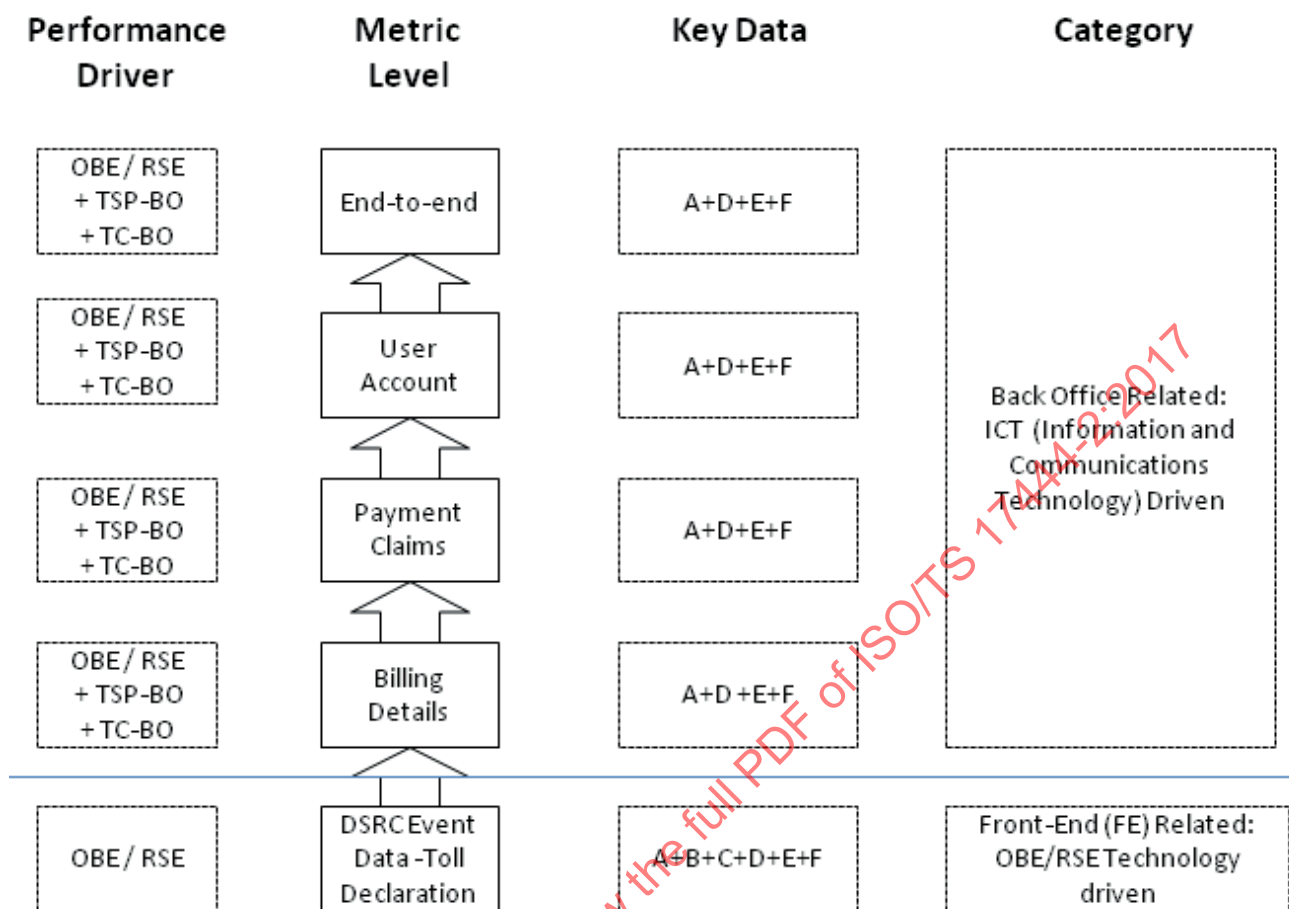 Performance Driver
Metric Level
Key Data
Category
OBE/ RSE
+ TSP-BO
+ TC-BO
End-to-end
A+D+E+F
OBE/ RSE
+ TSP-BO
+ TC-BO
User
Account
A+D+E+F
Back Office Related:
ICT (Information and
Communications
Technology) Driven
OBE/ RSE
+ TSP-BO
+ TC-BO
Payment
Claims
A+D+E+F
OBE/ RSE
+ TSP-BO
+ TC-BO
Billing
Details
A+D +E+F
OBE/ RSE
DSRC Event
Data -Toll
Declaration
A+B+C+D+E+F
Front-End (FE) Related:
OBE/RSE Technology
driven
the full PDF of ISO/TS 17444-2:2017